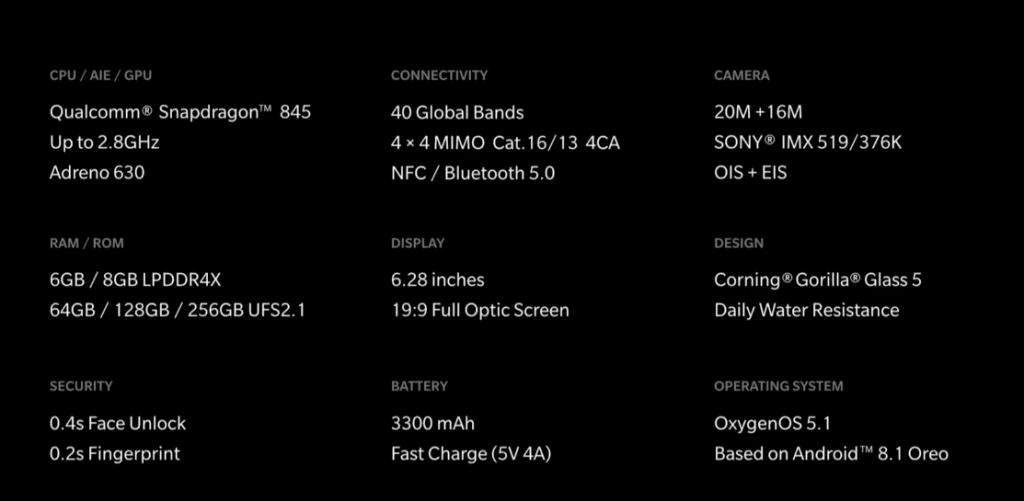 CPU / AIE / GPU
Qualcomm® Snapdragon™ 845
Up to 2.8GHz
Adreno 630
CONNECTIVITY
40 Global Bands
4 × 4 MIMO Cat.16/13 4CA
NFC / Bluetooth 5.0
CAMERA
20M +16M
SONY® IMX 519/376K
OIS + EIS
RAM / ROM
6GB / 8GB LPDDR4X
64GB / 128GB / 256GB UFS2.1
DISPLAY
6.28 inches
19:9 Full Optic Screen
DESIGN
Corning® Gorilla® Glass 5
Daily Water Resistance
SECURITY
0.4s Face Unlock
0.2s Fingerprint
BATTERY
3300 mAh
Fast Charge (5V 4A)
OPERATING SYSTEM
OxygenOS 5.1
Based on Android™ 8.1 Oreo